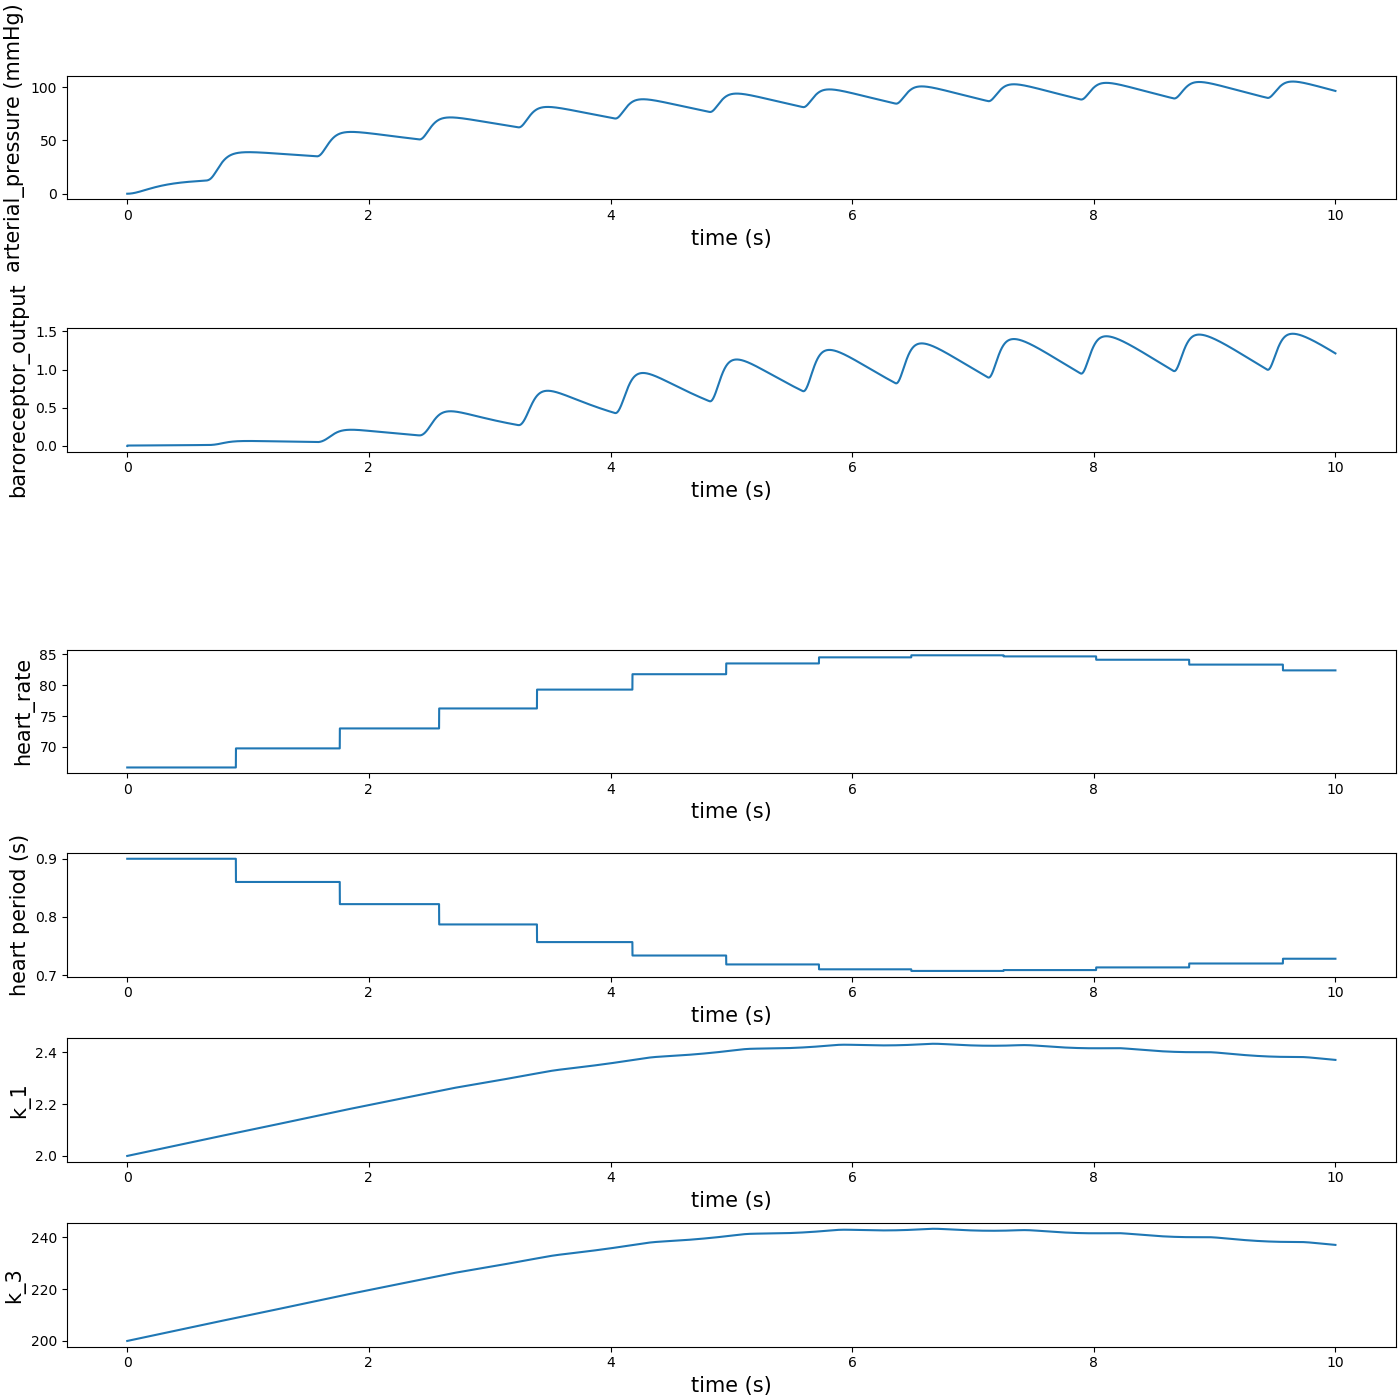 arterial_pressure (mmHg)
100
50
0
0 2 4 6 8 10
time (s)
baroreceptor_output
1.5
1.0
0.5
0.0
0 2 4 6 8 10
time (s)
heart_rate
85
80
75
70
0 2 4 6 8 10
time (s)
heart period (s)
0.9
0.8
0.7
0 2 4 6 8 10
time (s)
k_1
2.4
2.2
2.0
0 2 4 6 8 10
time (s)
k_3
240
220
200
0 2 4 6 8 10
time (s)